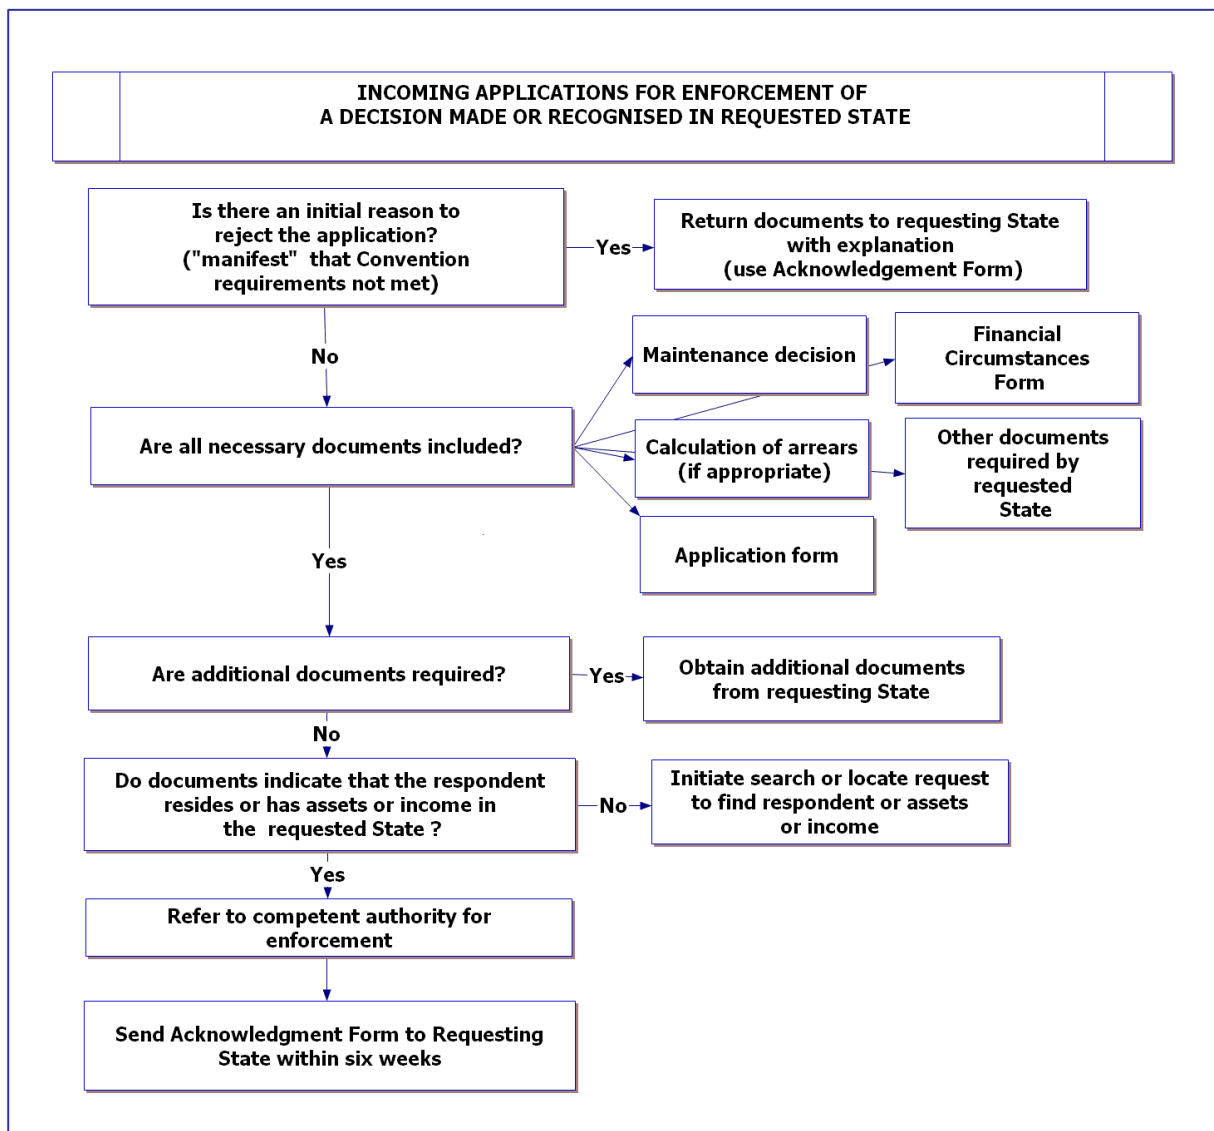 INCOMING APPLICATIONS FOR ENFORCEMENT OF
A DECISION MADE OR RECOGNISED IN REQUESTED STATE
Is there an initial reason to
reject the application?
("manifest" that Convention
requirements not met)
Yes
Return documents to requesting State
with explanation
(use Acknowledgement Form)
No
Maintenance decision
Financial
Circumstances
Form
Are all necessary documents included?
Calculation of arrears
(if appropriate)
Other documents
required by
requested
State
Application form
Yes
Are additional documents required?
Yes
Obtain additional documents
from requesting State
No
Do documents indicate that the respondent
resides or has assets or income in
the requested State ?
No
Initiate search or locate request
to find respondent or assets
or income
Yes
Refer to competent authority for
enforcement
Send Acknowledgment Form to Requesting
State within six weeks